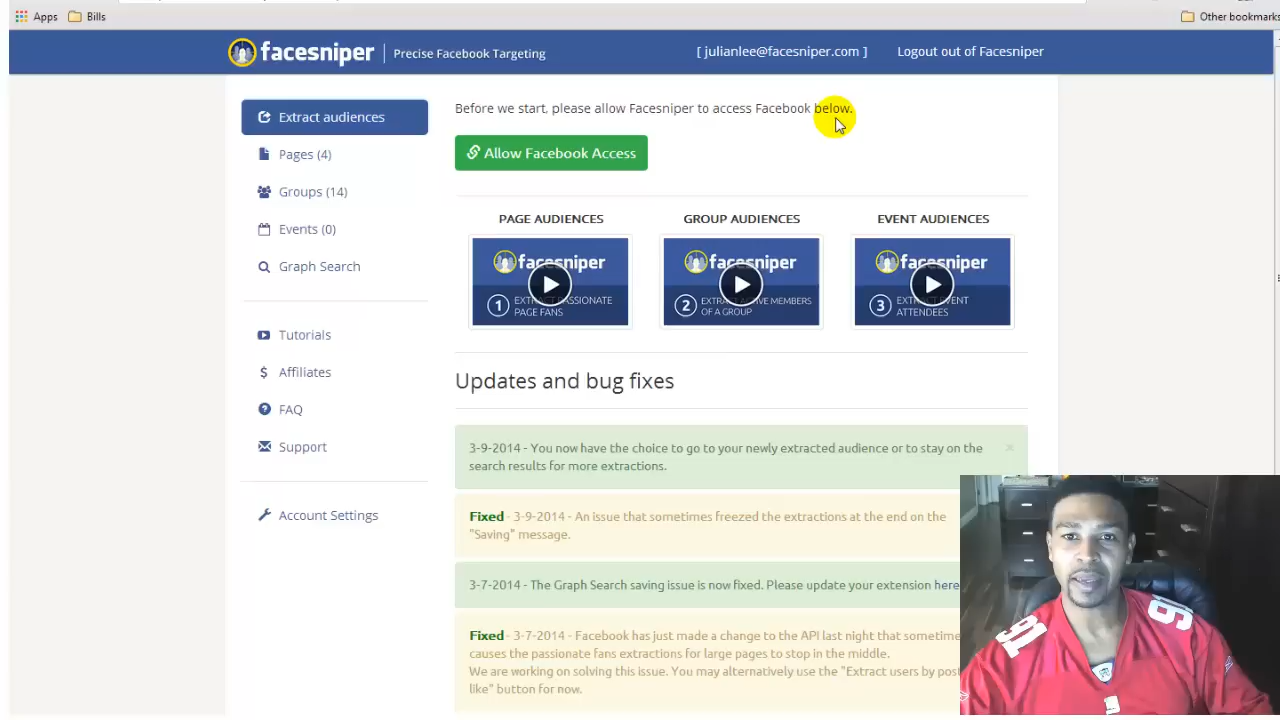 Apps Bills Other bookmarks
facesniper Precise Facebook Targeting [ julianlee@facesniper.com ] Logout out of Facesniper
Extract audiences
Pages (4)
Groups (14)
Events (0)
Graph Search
Tutorials
Affiliates
FAQ
Support
Account Settings
Before we start, please allow Facesniper to access Facebook below.
Allow Facebook Access
PAGE AUDIENCES GROUP AUDIENCES EVENT AUDIENCES
facesniper facesniper facesniper
1 EXTRACT PASSIONATE PAGE FANS
2 EXTRACT ACTIVE MEMBERS OF A GROUP
3 EXTRACT EVENT ATTENDEES
Updates and bug fixes
3-9-2014 - You now have the choice to go to your newly extracted audience or to stay on the
search results for more extractions.
×
Fixed - 3-9-2014 - An issue that sometimes freezed the extractions at the end on the
"Saving" message.
3-7-2014 - The Graph Search saving issue is now fixed. Please update your extension here
Fixed - 3-7-2014 - Facebook has just made a change to the API last night that sometime
causes the passionate fans extractions for large pages to stop in the middle.
We are working on solving this issue. You may alternatively use the "Extract users by post
like" button for now.